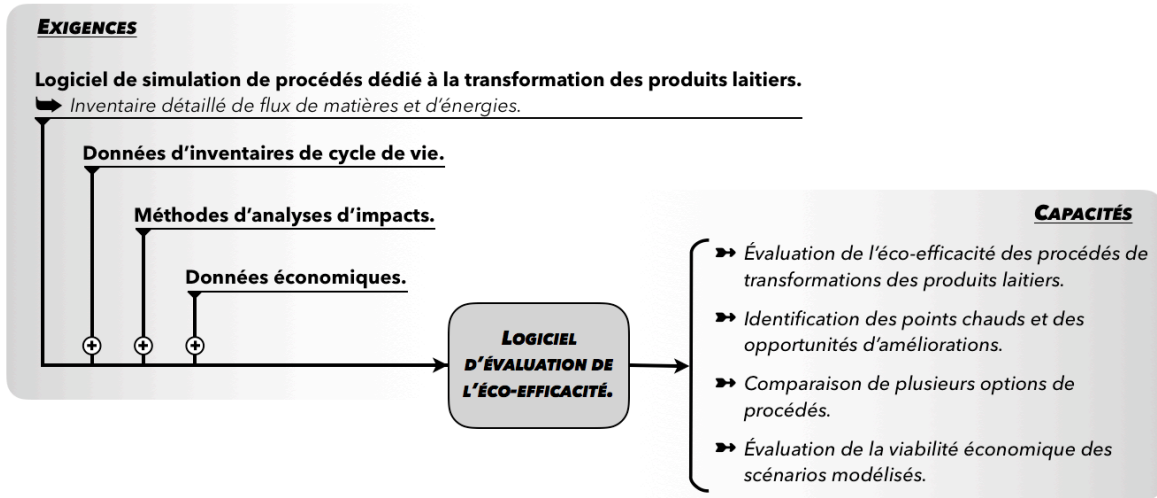 EXIGENCES
Logiciel de simulation de procédés dédié à la transformation des produits laitiers.
Inventaire détaillé de flux de matières et d’énergies.
Données d’inventaires de cycle de vie.
Méthodes d’analyses d’impacts.
Données économiques.
LOGICIEL
D’ÉVALUATION DE
L’ÉCO-EFFICACITÉ.
CAPACITÉS
Évaluation de l’éco-efficacité des procédés de
transformations des produits laitiers.
Identification des points chauds et des
opportunités d’améliorations.
Comparaison de plusieurs options de
procédés.
Évaluation de la viabilité économique des
scénarios modélisés.